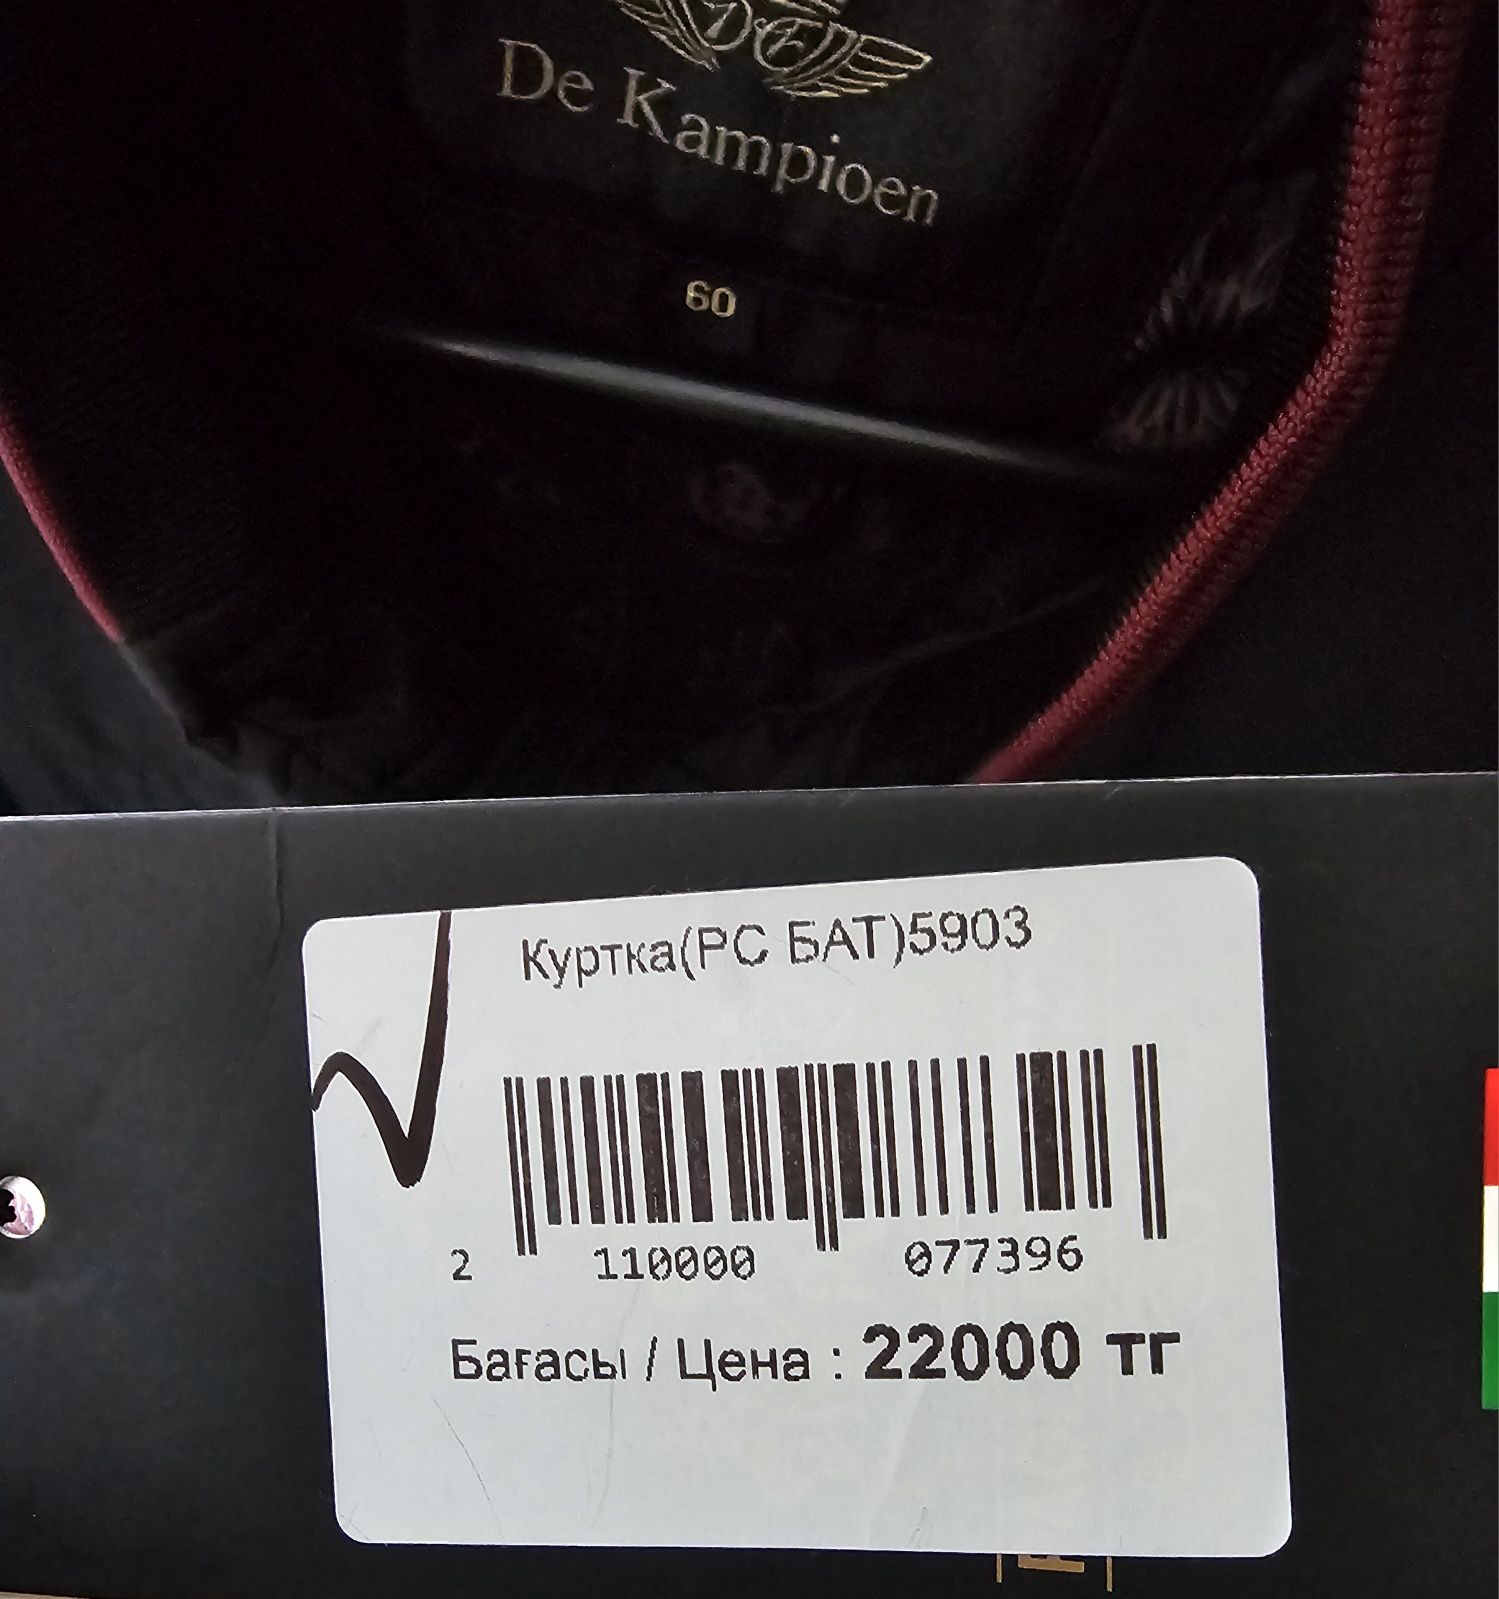 De Kampioen
60
Куртка(РС БАТ)5903
2 110000 077396
Бағасы / Цена : 22000 тг